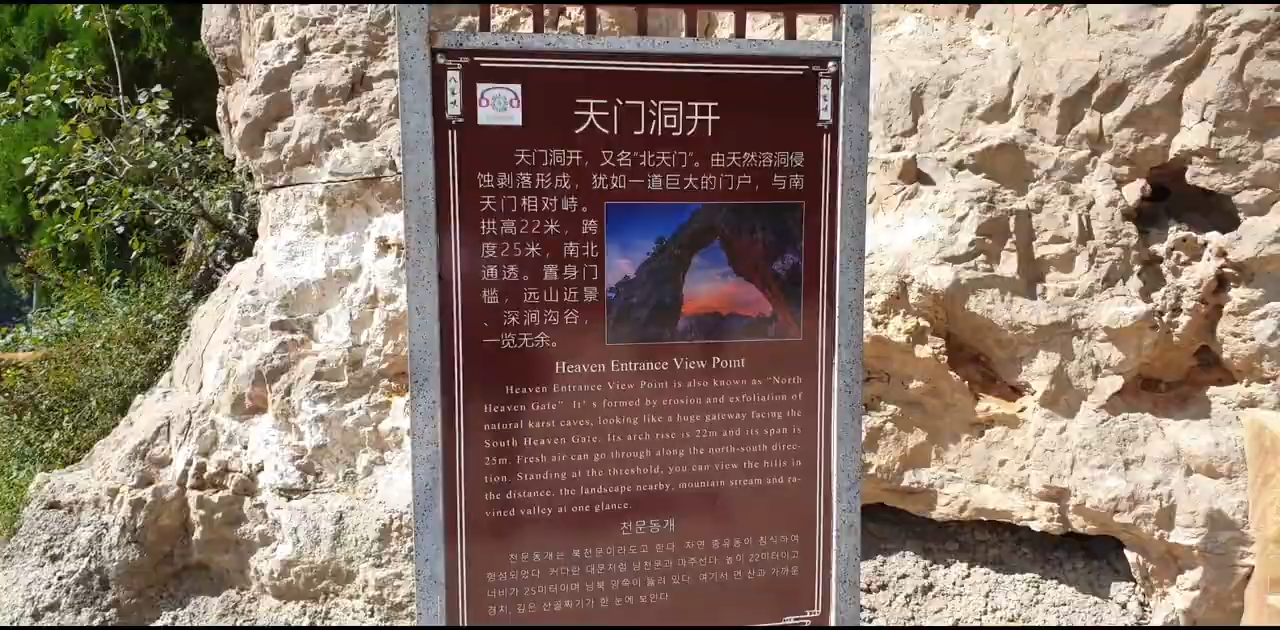 天门洞开
天门洞开，又名“北天门”。由天然溶洞侵
蚀剥落形成，犹如一道巨大的门户，与南
天门相对峙。
拱高22米，跨
度25米，南北
通透。置身门
槛，远山近景
、深涧沟谷，
一览无余。
Heaven Entrance View Point
Heaven Entrance View Point is also known as “North
Heaven Gate” It’s formed by erosion and exfoliation of
natural karst caves, looking like a huge gateway facing the
South Heaven Gate. Its arch rise is 22m and its span is
25m. Fresh air can go through along the north-south direc-
tion. Standing at the threshold, you can view the hills in
the distance, the landscape nearby, mountain stream and ra-
vined valley at one glance.
천문동개
천문동개는 북천문이라도고 한다. 자연 종유동이 침식하여
형성되었다. 커다란 대문처럼 남천문과 마주선다. 높이 22미터이고
너비가 25미터이며 남북 양쪽이 뚫려 있다. 여기서 먼 산과 가까운
경치, 깊은 산골짜기가 한 눈에 보인다.